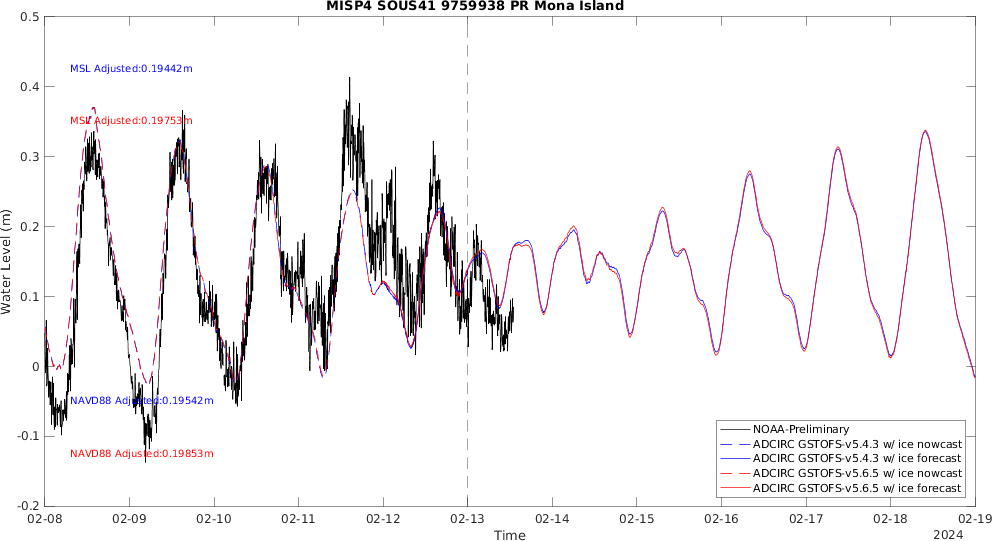 MISP4 SOUS41 9759938 PR Mona Island
0.5
0.4
0.3
0.2
0.1
0
-0.1
-0.2
Water Level (m)
MSL Adjusted:0.19442m
MSL Adjusted:0.19753m
NAVD88 Adjusted:0.19542m
NAVD88 Adjusted:0.19853m
NOAA-Preliminary
ADCIRC GSTOFS-v5.4.3 w/ ice nowcast
ADCIRC GSTOFS-v5.4.3 w/ ice forecast
ADCIRC GSTOFS-v5.6.5 w/ ice nowcast
ADCIRC GSTOFS-v5.6.5 w/ ice forecast
02-08 02-09 02-10 02-11 02-12 02-13 02-14 02-15 02-16 02-17 02-18 02-19
Time
2024